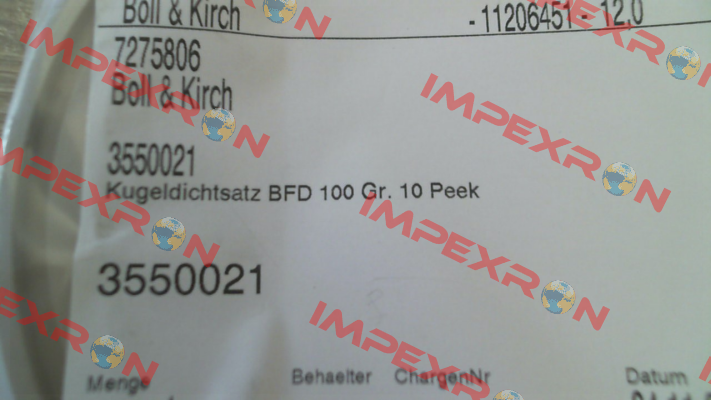 Boll & Kirch - 11206451 - 12.0
7275806
Boll & Kirch
3550021
Kugeldichtsatz BFD 100 Gr. 10 Peek
3550021
Menge Behaelter ChargenNr Datum
IMPEXRON
IMPEXRON
IMPEXRON
IMPEXRON
IMPEXRON
IMPEXRON